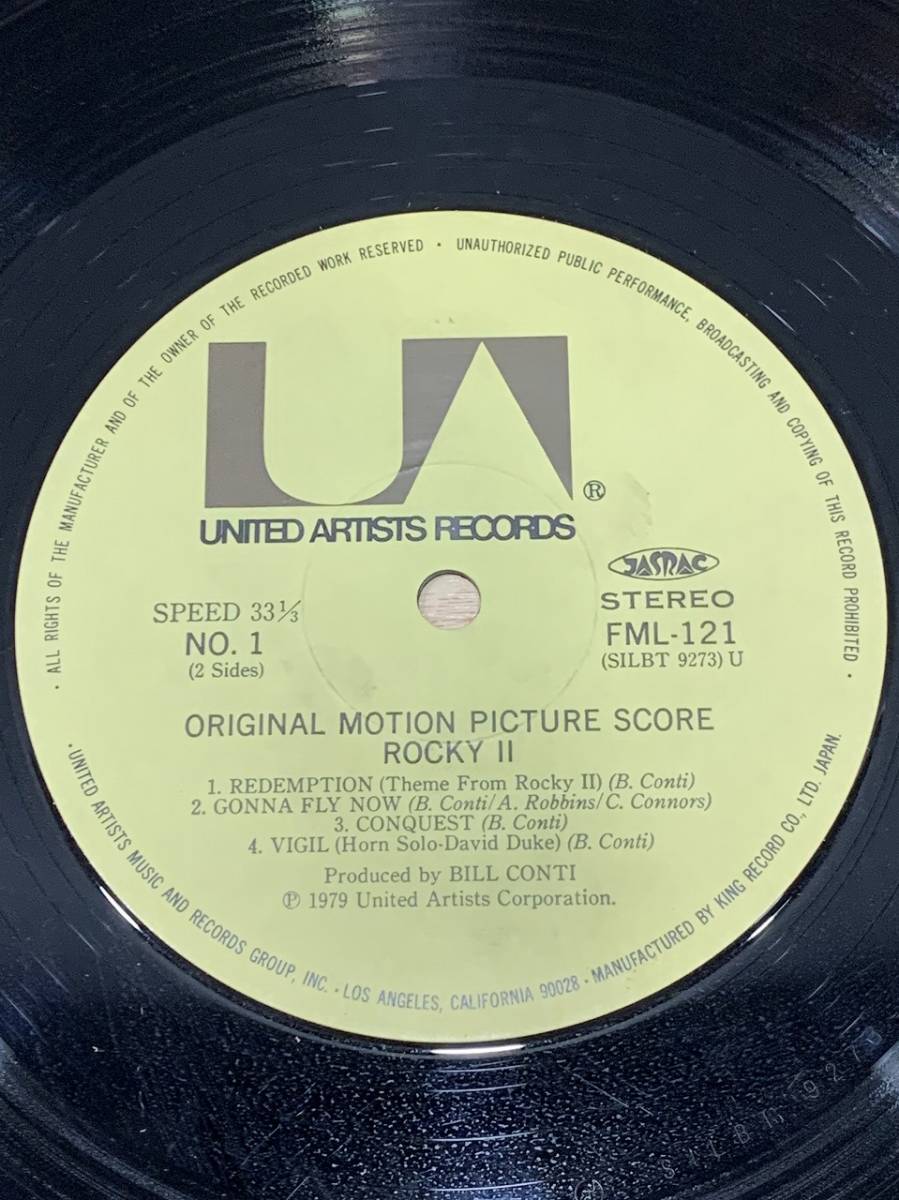 · ALL RIGHTS OF THE MANUFACTURER AND OF THE OWNER OF THE RECORDED WORK RESERVED · UNAUTHORIZED PUBLIC PERFORMANCE, BROADCASTING AND COPYING OF THIS RECORD PROHIBITED ·
UA
®
UNITED ARTISTS RECORDS
JASRAC
SPEED 33⅓
STEREO
NO. 1
FML-121
(2 Sides)
(SILBT 9273) U
ORIGINAL MOTION PICTURE SCORE
ROCKY II
1. REDEMPTION (Theme From Rocky II) (B. Conti)
2. GONNA FLY NOW (B. Conti/A. Robbins/C. Connors)
3. CONQUEST (B. Conti)
4. VIGIL (Horn Solo-David Duke) (B. Conti)
Produced by BILL CONTI
℗ 1979 United Artists Corporation.
·UNITED ARTISTS MUSIC AND RECORDS GROUP, INC. · LOS ANGELES, CALIFORNIA 90028 · MANUFACTURED BY KING RECORD CO., LTD. JAPAN.